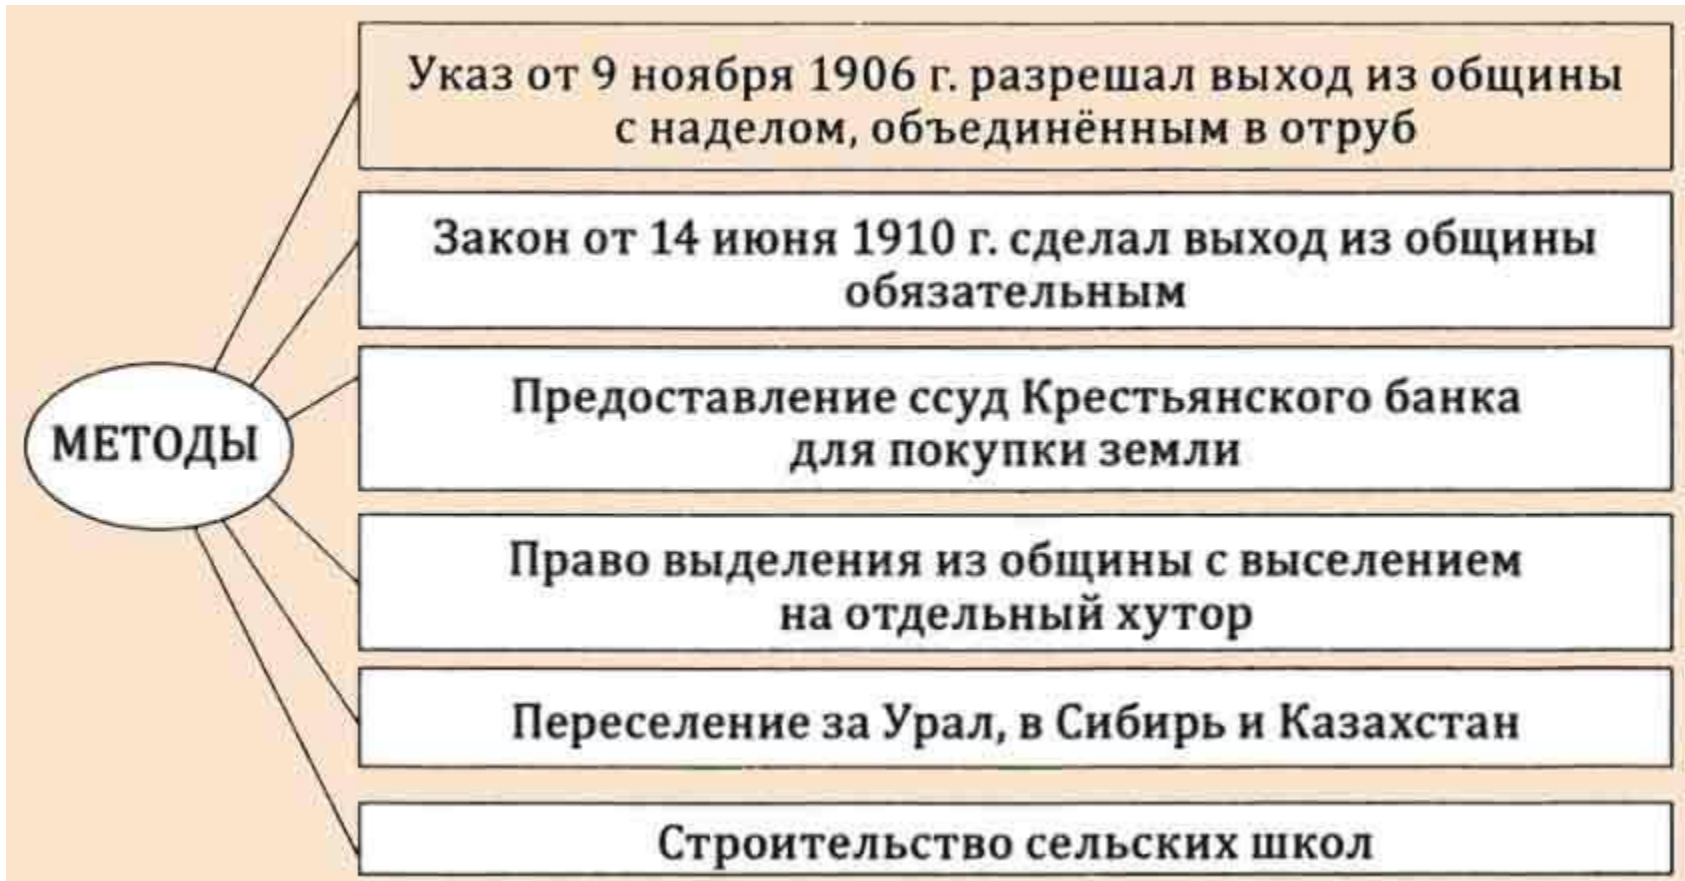 Указ от 9 ноября 1906 г. разрешал выход из общины
с наделом, объединённым в отруб
Закон от 14 июня 1910 г. сделал выход из общины
обязательным
Предоставление ссуд Крестьянского банка
для покупки земли
МЕТОДЫ
Право выделения из общины с выселением
на отдельный хутор
Переселение за Урал, в Сибирь и Казахстан
Строительство сельских школ